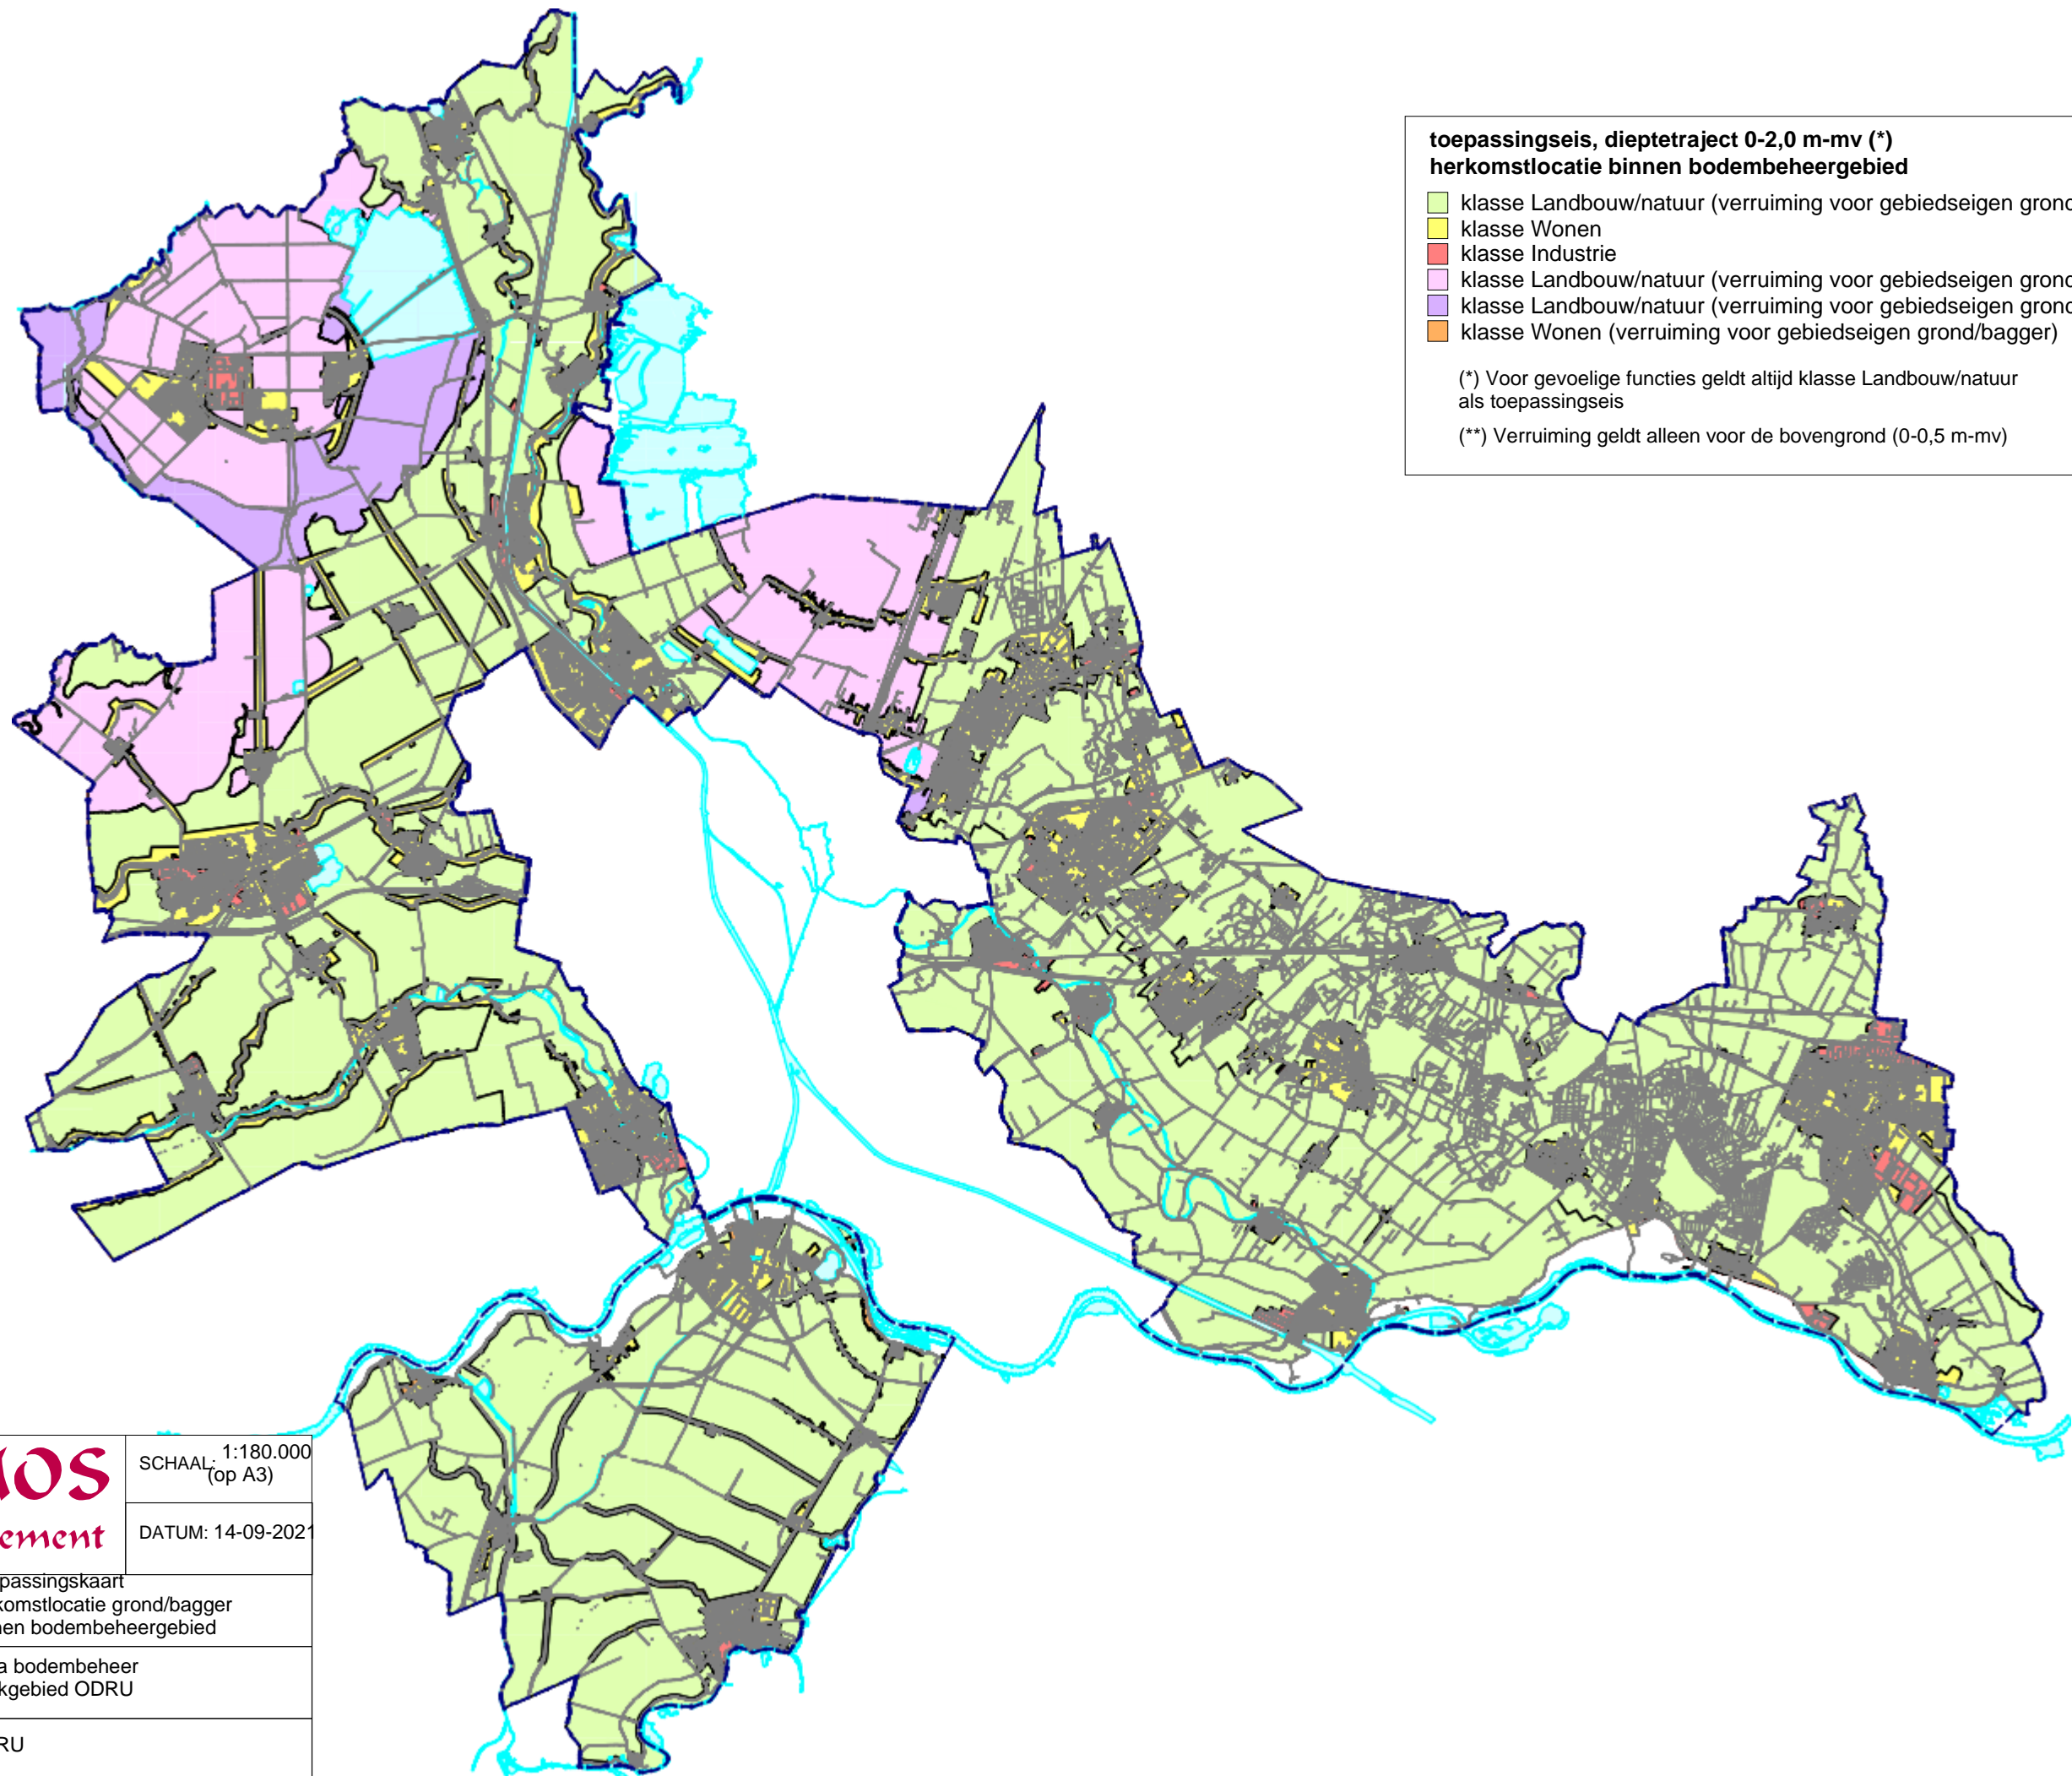 toepassingseis, dieptetraject 0-2,0 m-mv (*)
herkomstlocatie binnen bodembeheergebied
klasse Landbouw/natuur (verruiming voor gebiedseigen grond
klasse Wonen
klasse Industrie
klasse Landbouw/natuur (verruiming voor gebiedseigen grond
klasse Landbouw/natuur (verruiming voor gebiedseigen grond
klasse Wonen (verruiming voor gebiedseigen grond/bagger)
(*) Voor gevoelige functies geldt altijd klasse Landbouw/natuur
als toepassingseis
(**) Verruiming geldt alleen voor de bovengrond (0-0,5 m-mv)
os
ement
SCHAAL: 1:180.000
(op A3)
DATUM: 14-09-2021
passingskaart
komstlocatie grond/bagger
nen bodembeheergebied
a bodembeheer
kgebied ODRU
RU